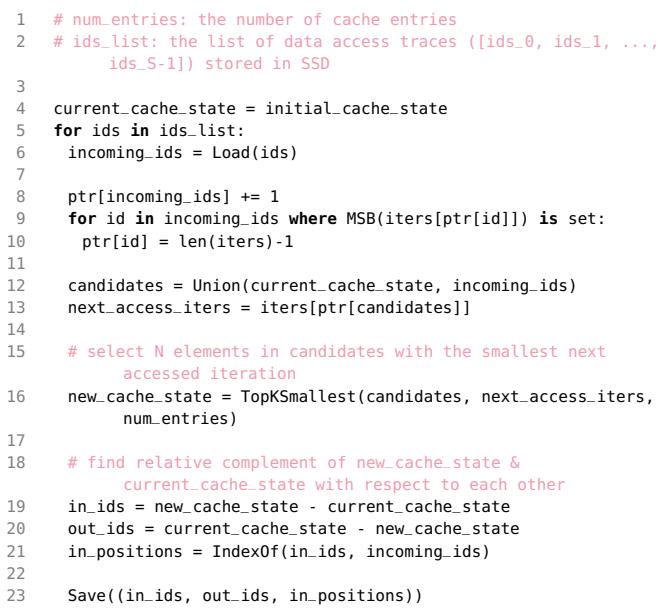 1 # num_entries: the number of cache entries
2 # ids_list: the list of data access traces ([ids_0, ids_1, ...,
ids_S-1]) stored in SSD
3
4 current_cache_state = initial_cache_state
5 for ids in ids_list:
6 incoming_ids = Load(ids)
7
8 ptr[incoming_ids] += 1
9 for id in incoming_ids where MSB(iters[ptr[id]]) is set:
10 ptr[id] = len(iters)-1
11
12 candidates = Union(current_cache_state, incoming_ids)
13 next_access_iters = iters[ptr[candidates]]
14
15 # select N elements in candidates with the smallest next
accessed iteration
16 new_cache_state = TopKSmallest(candidates, next_access_iters,
num_entries)
17
18 # find relative complement of new_cache_state &
current_cache_state with respect to each other
19 in_ids = new_cache_state - current_cache_state
20 out_ids = current_cache_state - new_cache_state
21 in_positions = IndexOf(in_ids, incoming_ids)
22
23 Save((in_ids, out_ids, in_positions))